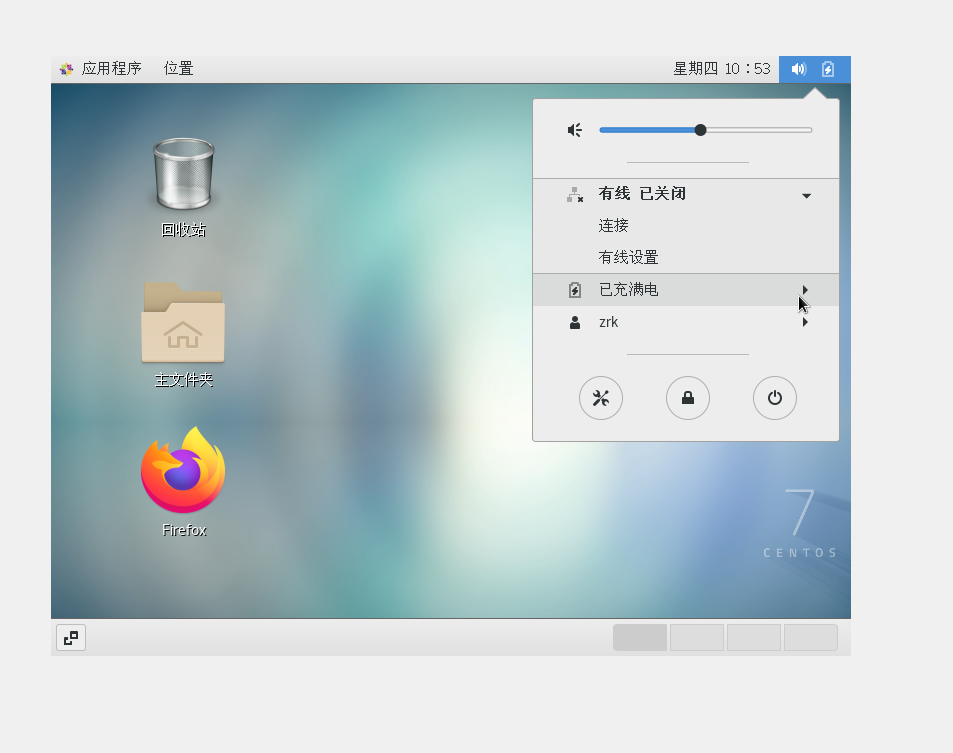 应用程序 位置 星期四 10：53
回收站
主文件夹
Firefox
有线 已关闭
连接
有线设置
已充满电
zrk
7
CENTOS